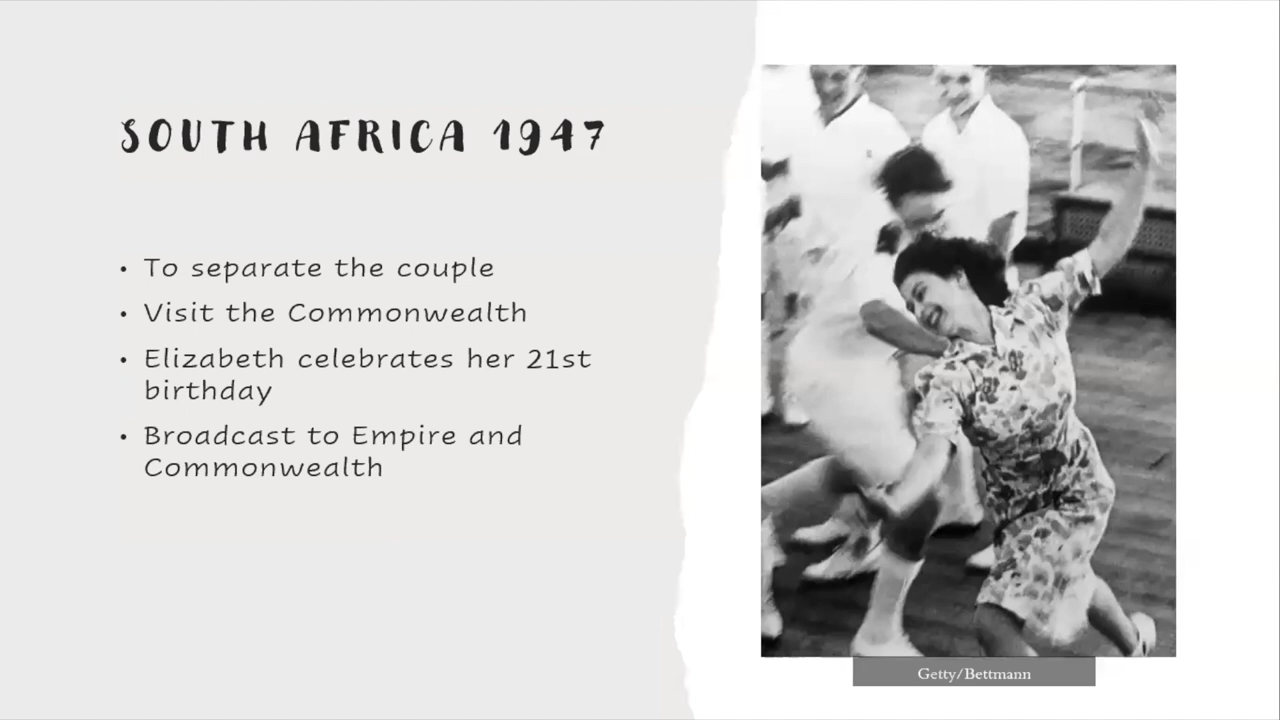 SOUTH AFRICA 1947
• To separate the couple
• Visit the Commonwealth
• Elizabeth celebrates her 21st
birthday
• Broadcast to Empire and
Commonwealth
Getty/Bettmann